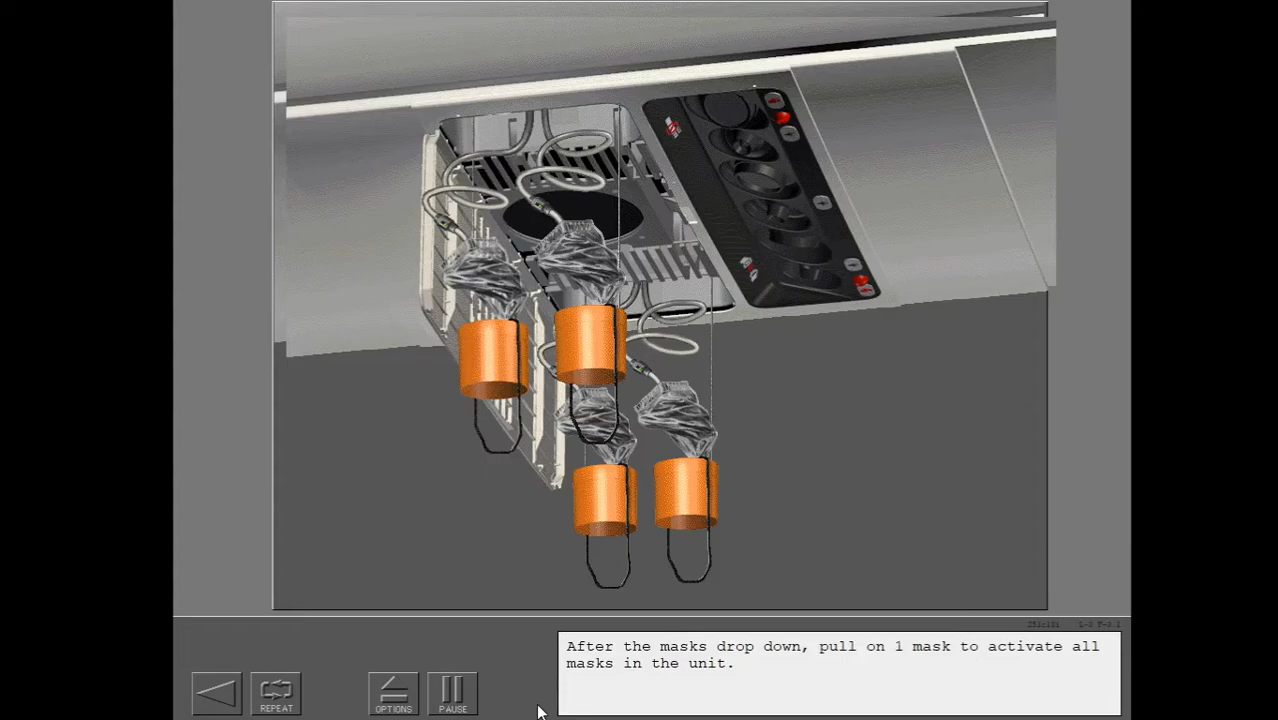 After the masks drop down, pull on 1 mask to activate all
masks in the unit.
REPEAT
OPTIONS
PAUSE